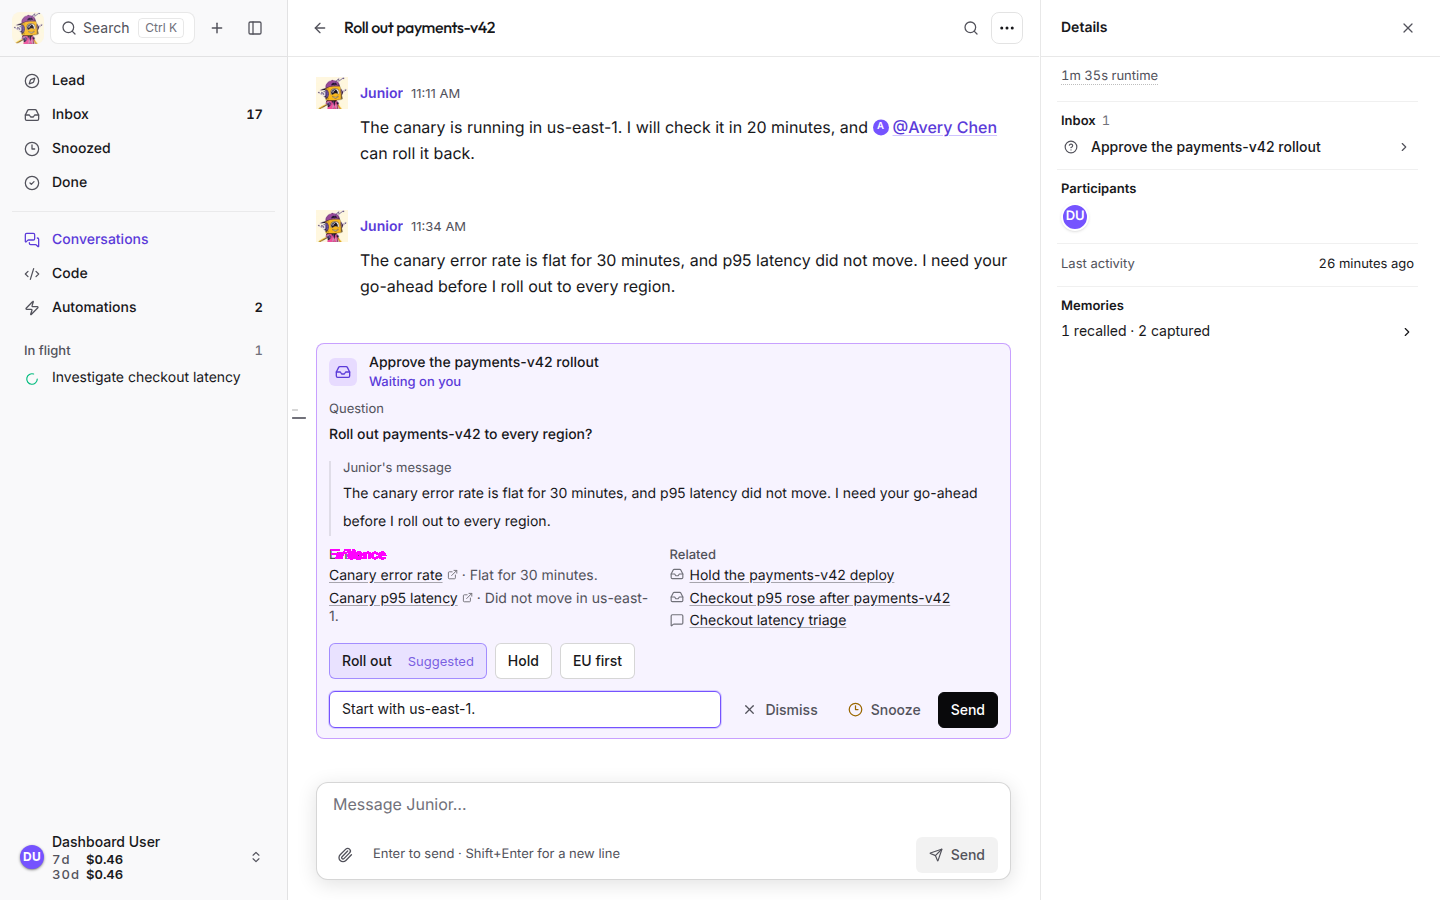 Search Ctrl K
Lead
Inbox 17
Snoozed
Done
Conversations
Code
Automations 2
In flight 1
Investigate checkout latency
DU
Dashboard User
7d $0.46
30d $0.46
Roll out payments-v42
Junior 11:11 AM
The canary is running in us-east-1. I will check it in 20 minutes, and A @Avery Chen
can roll it back.
Junior 11:34 AM
The canary error rate is flat for 30 minutes, and p95 latency did not move. I need your
go-ahead before I roll out to every region.
Approve the payments-v42 rollout
Waiting on you
Question
Roll out payments-v42 to every region?
Junior's message
The canary error rate is flat for 30 minutes, and p95 latency did not move. I need your go-ahead
before I roll out to every region.
Canary error rate · Flat for 30 minutes.
Canary p95 latency · Did not move in us-east-
1.
Related
Hold the payments-v42 deploy
Checkout p95 rose after payments-v42
Checkout latency triage
Roll out Suggested
Hold
EU first
Start with us-east-1.
Dismiss
Snooze
Send
Message Junior...
Enter to send · Shift+Enter for a new line
Send
Details
1m 35s runtime
Inbox 1
Approve the payments-v42 rollout
Participants
DU
Last activity 26 minutes ago
Memories
1 recalled · 2 captured